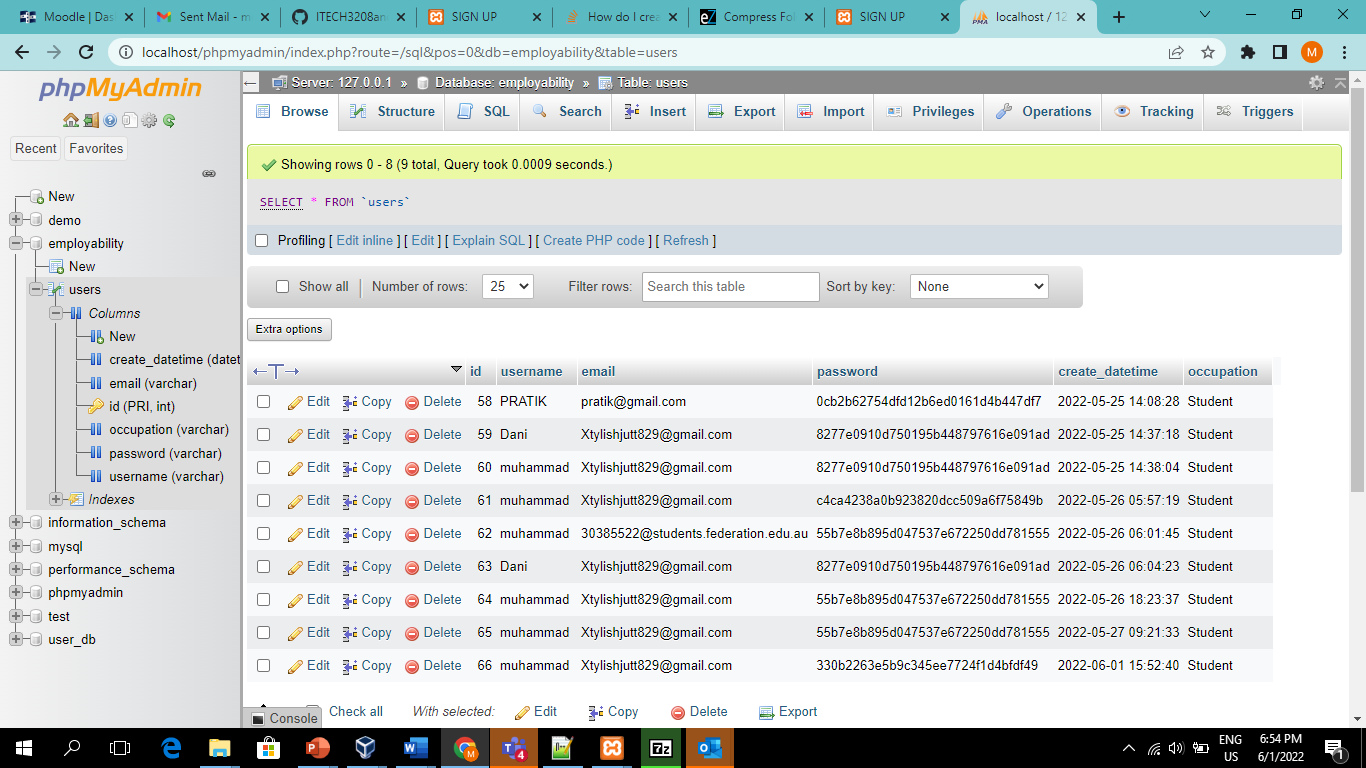 Moodle | Das
Sent Mail - m
ITECH3208an
SIGN UP
How do I crea
Compress Fol
SIGN UP
localhost / 12
localhost/phpmyadmin/index.php?route=/sql&pos=0&db=employability&table=users
M
phpMyAdmin
Recent
Favorites
New
demo
employability
New
users
Columns
New
create_datetime (datet
email (varchar)
id (PRI, int)
occupation (varchar)
password (varchar)
username (varchar)
Indexes
information_schema
mysql
performance_schema
phpmyadmin
test
user_db
Server: 127.0.0.1 » Database: employability » Table: users
Browse Structure SQL Search Insert Export Import Privileges Operations Tracking Triggers
Showing rows 0 - 8 (9 total, Query took 0.0009 seconds.)
SELECT * FROM `users`
Profiling [ Edit inline ] [ Edit ] [ Explain SQL ] [ Create PHP code ] [ Refresh ]
Show all Number of rows: 25 Filter rows: Search this table Sort by key: None
Extra options
←T→ id username email password create_datetime occupation
Edit Copy Delete 58 PRATIK pratik@gmail.com 0cb2b62754dfd12b6ed0161d4b447df7 2022-05-25 14:08:28 Student
Edit Copy Delete 59 Dani Xtylishjutt829@gmail.com 8277e0910d750195b448797616e091ad 2022-05-25 14:37:18 Student
Edit Copy Delete 60 muhammad Xtylishjutt829@gmail.com 8277e0910d750195b448797616e091ad 2022-05-25 14:38:04 Student
Edit Copy Delete 61 muhammad Xtylishjutt829@gmail.com c4ca4238a0b923820dcc509a6f75849b 2022-05-26 05:57:19 Student
Edit Copy Delete 62 muhammad 30385522@students.federation.edu.au 55b7e8b895d047537e672250dd781555 2022-05-26 06:01:45 Student
Edit Copy Delete 63 Dani Xtylishjutt829@gmail.com 8277e0910d750195b448797616e091ad 2022-05-26 06:04:23 Student
Edit Copy Delete 64 muhammad Xtylishjutt829@gmail.com 55b7e8b895d047537e672250dd781555 2022-05-26 18:23:37 Student
Edit Copy Delete 65 muhammad Xtylishjutt829@gmail.com 55b7e8b895d047537e672250dd781555 2022-05-27 09:21:33 Student
Edit Copy Delete 66 muhammad Xtylishjutt829@gmail.com 330b2263e5b9c345ee7724f1d4bfdf49 2022-06-01 15:52:40 Student
Check all With selected: Edit Copy Delete Export
Console
ENG
US
6:54 PM
6/1/2022